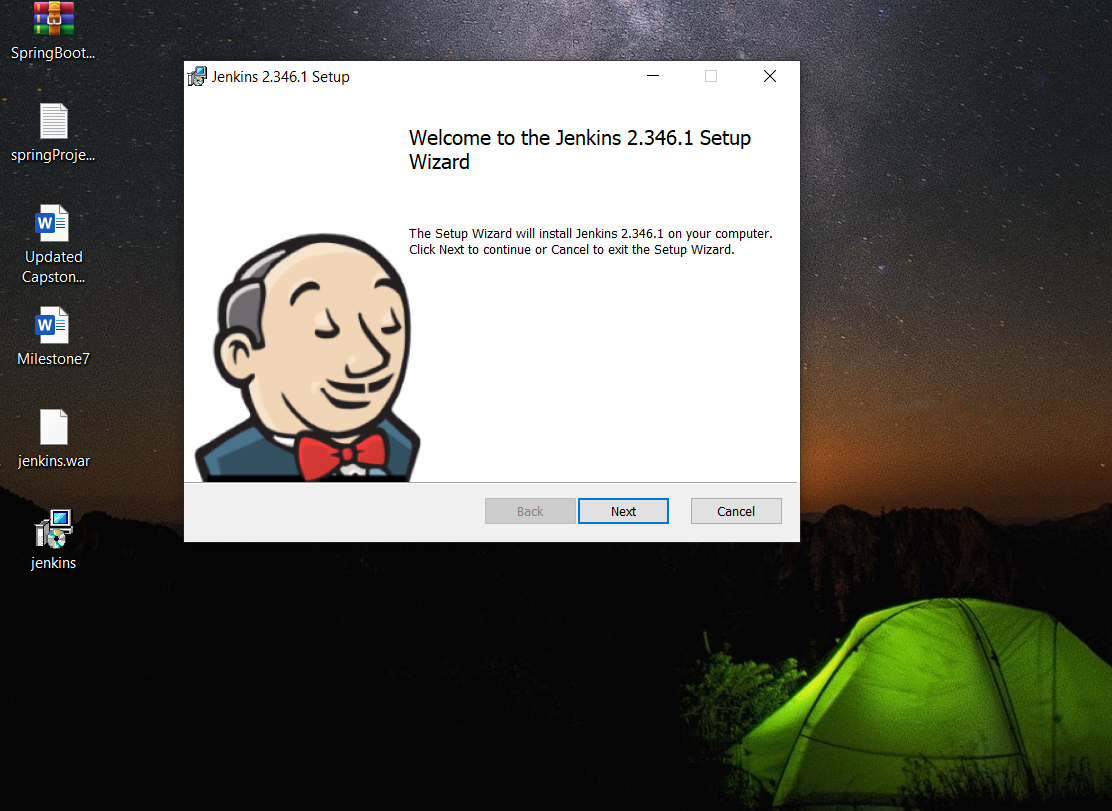 SpringBoot...
springProje...
Updated
Capston...
Milestone7
jenkins.war
jenkins
Jenkins 2.346.1 Setup
Welcome to the Jenkins 2.346.1 Setup
Wizard
The Setup Wizard will install Jenkins 2.346.1 on your computer.
Click Next to continue or Cancel to exit the Setup Wizard.
Back
Next
Cancel